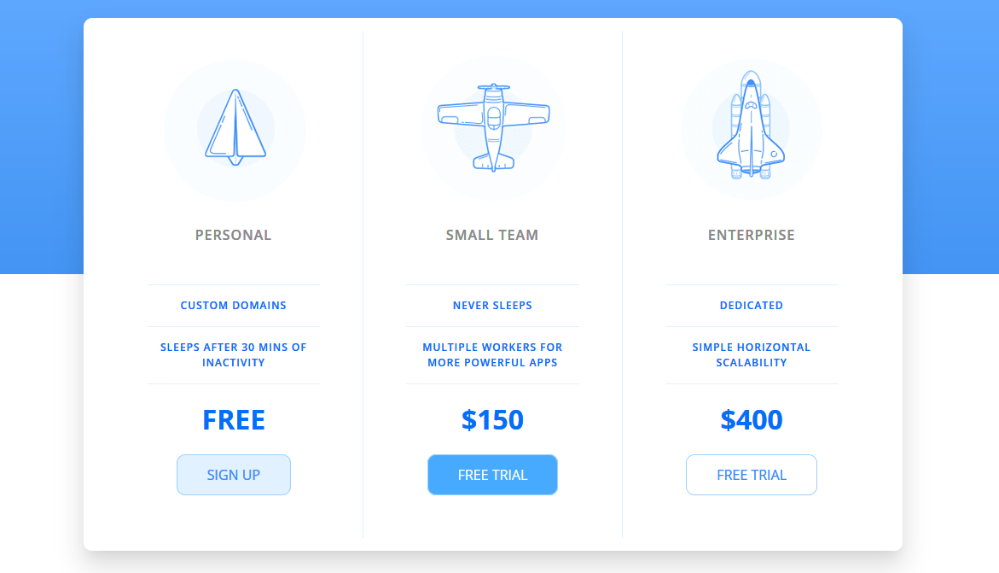 PERSONAL
CUSTOM DOMAINS
SLEEPS AFTER 30 MINS OF
INACTIVITY
FREE
SIGN UP
SMALL TEAM
NEVER SLEEPS
MULTIPLE WORKERS FOR
MORE POWERFUL APPS
$150
FREE TRIAL
ENTERPRISE
DEDICATED
SIMPLE HORIZONTAL
SCALABILITY
$400
FREE TRIAL